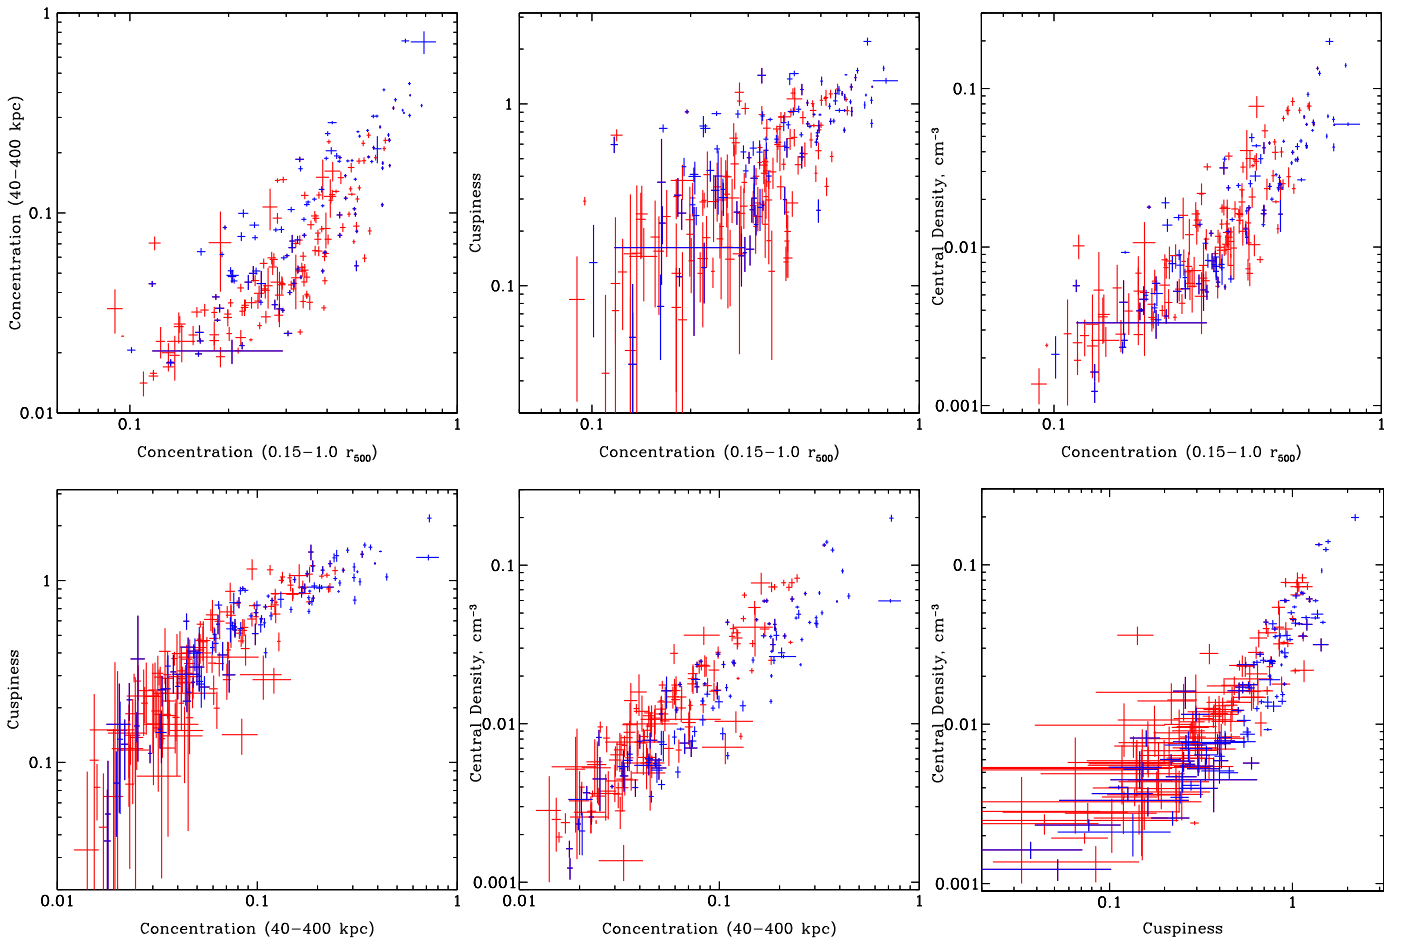 1
0.1
0.01
Concentration (40−400 kpc)
0.1
1
Concentration (0.15−1.0 r500)
1
0.1
Cuspiness
0.1
1
Concentration (0.15−1.0 r500)
0.1
0.01
0.001
Central Density, cm−3
0.1
1
Concentration (0.15−1.0 r500)
1
0.1
Cuspiness
0.01
0.1
1
Concentration (40−400 kpc)
0.1
0.01
0.001
Central Density, cm−3
0.01
0.1
1
Concentration (40−400 kpc)
0.1
0.01
0.001
Central Density, cm−3
0.1
1
Cuspiness